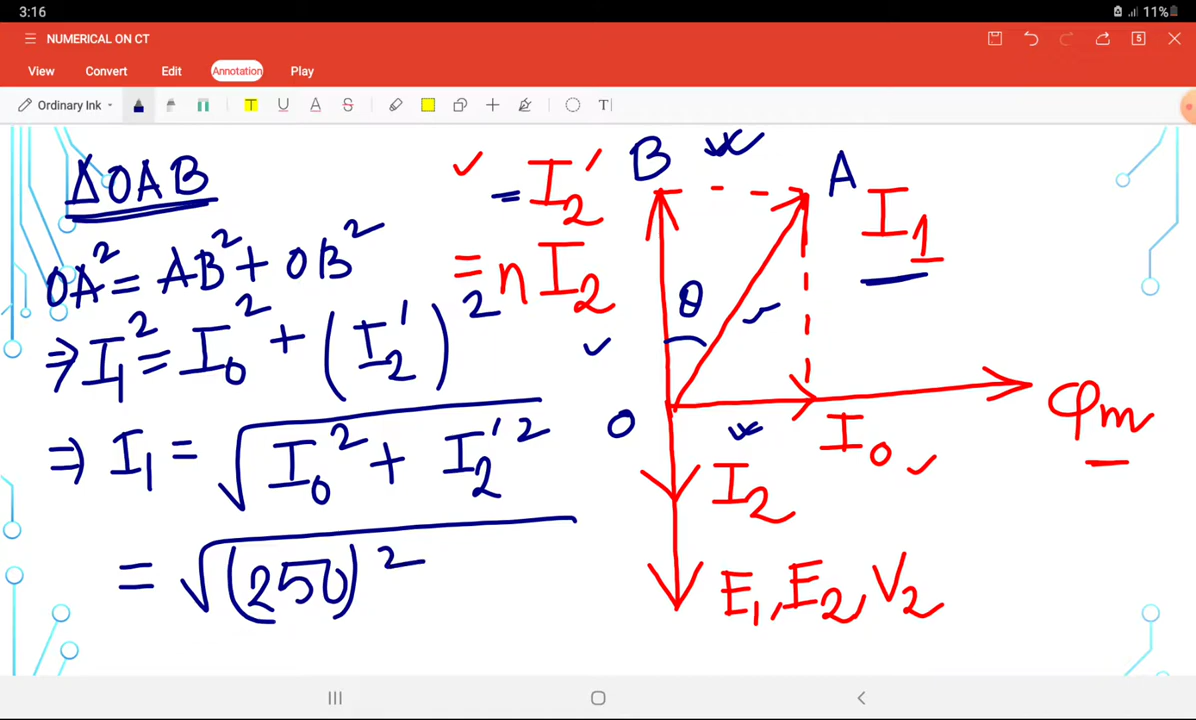 3:16
11%
NUMERICAL ON CT
5
View Convert Edit Annotation Play
Ordinary Ink T U A S T
ΔOAB
OA² = AB² + OB²
⇒ I₁² = I₀² + (I₂')²
⇒ I₁ = √(I₀² + I₂'²)
= √((250)²
= I₂'
= nI₂
B
A
I₁
θ
O
I₀
φm
I₂
E₁, E₂, V₂